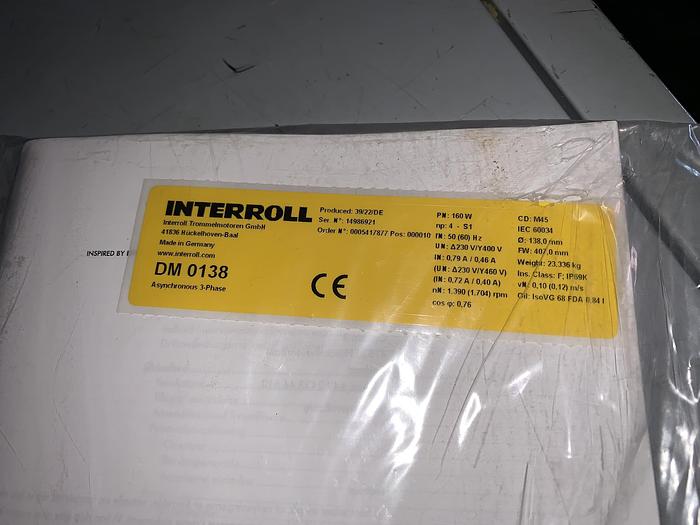 INTERROLL
Interroll Trommelmotoren GmbH
41836 Hückelhoven-Baal
Made in Germany
www.interroll.com
DM 0138
Asynchronous 3-Phase
Produced: 39/22/DE
Ser. N°: 14986921
Order N°: 0005417877 Pos: 000010
CE
PN: 160 W
np: 4 - S1
fN: 50 (60) Hz
UN: Δ230 V/Y400 V
IN: 0,79 A / 0,46 A
(UN: Δ230 V/Y460 V)
(IN: 0,72 A / 0,40 A)
nN: 1.390 (1.704) rpm
cos φ: 0,76
CD: M45
IEC 60034
Ø: 138,0 mm
FW: 407,0 mm
Weight: 23,336 kg
Ins. Class: F; IP69K
vN: 0,10 (0,12) m/s
Oil: IsoVG 68 FDA 0,84 l
INSPIRED BY E